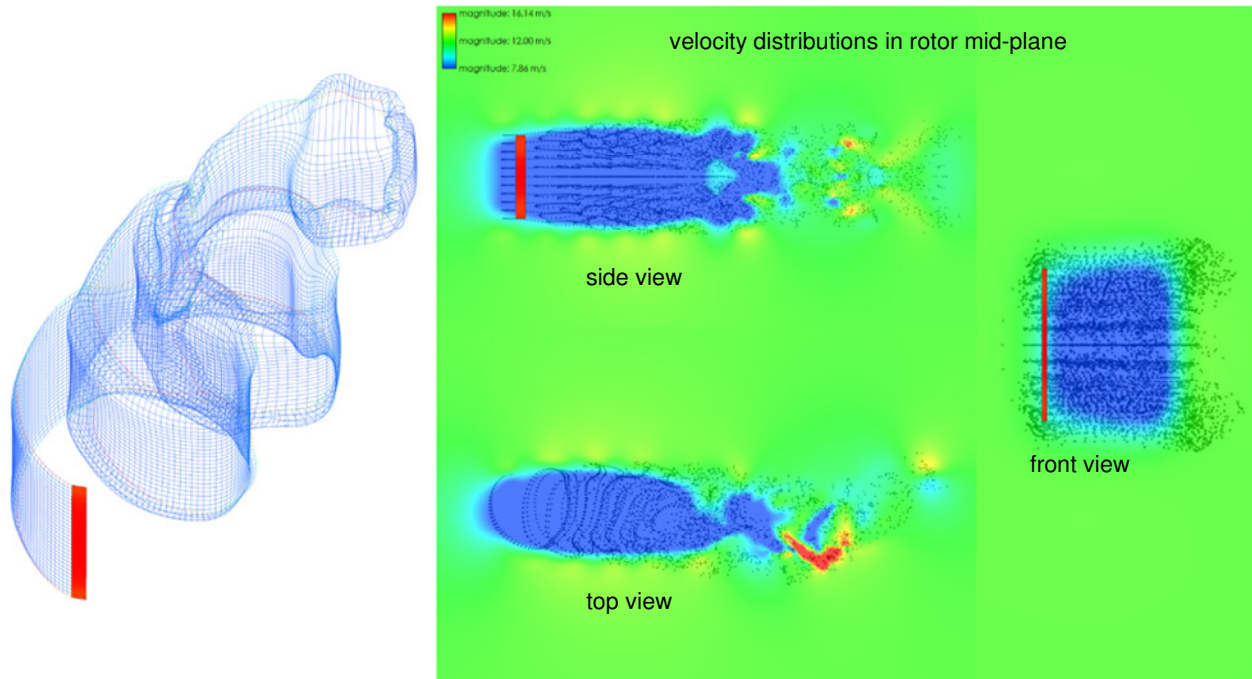 magnitude: 16.14 m/s
magnitude: 12.00 m/s
magnitude: 7.86 m/s
velocity distributions in rotor mid-plane
side view
front view
top view